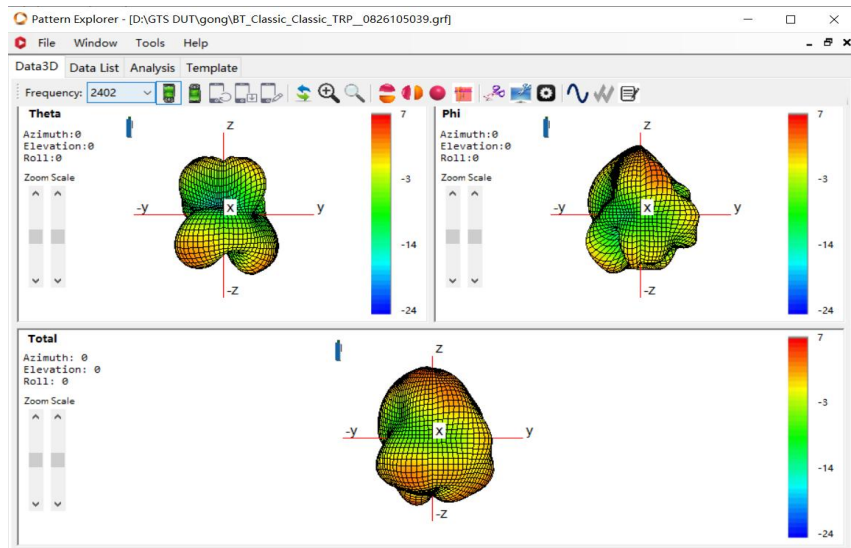 Pattern Explorer - [D:\GTS DUT\gong\BT_Classic_Classic_TRP__0826105039.grf]
File Window Tools Help
Data3D Data List Analysis Template
Frequency: 2402
Theta
Azimuth:0
Elevation:0
Roll:0
Zoom Scale
z
-y
x
y
-z
7
-3
-14
-24
Phi
Azimuth:0
Elevation:0
Roll:0
Zoom Scale
z
-y
x
y
-z
7
-3
-14
-24
Total
Azimuth: 0
Elevation: 0
Roll: 0
Zoom Scale
z
-y
x
y
-z
7
-3
-14
-24